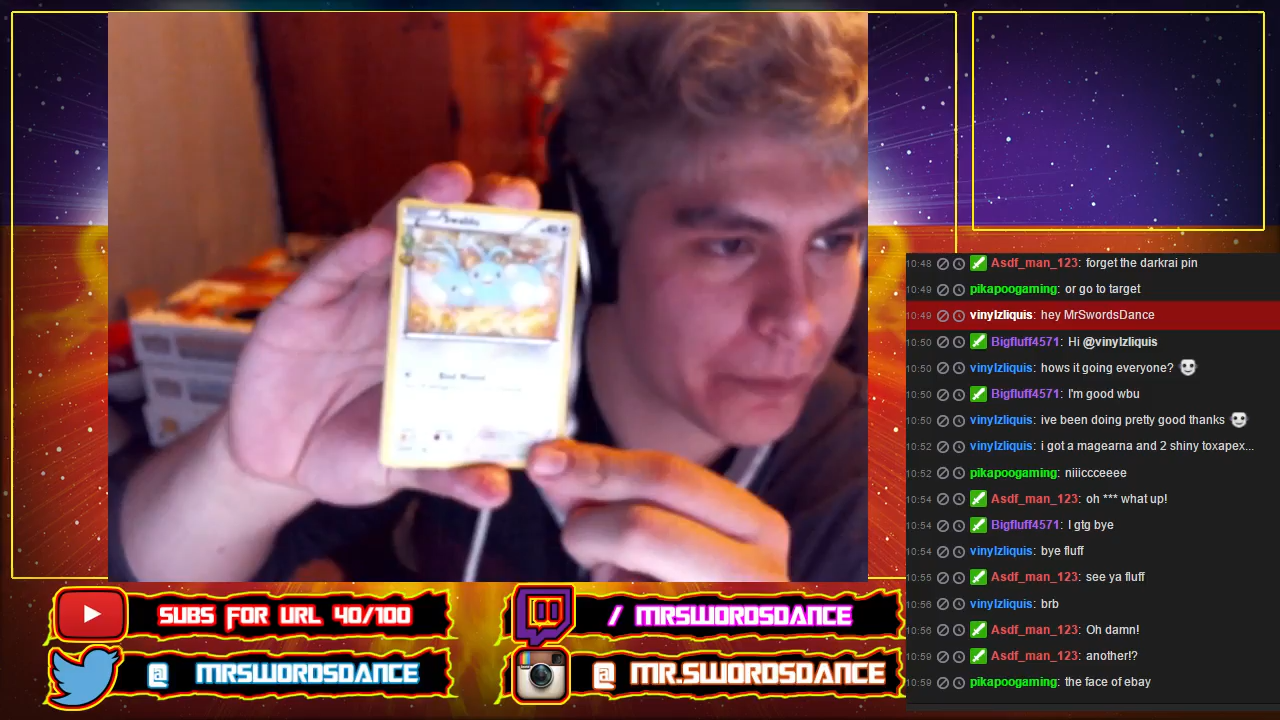 Swablu
10:48 Asdf_man_123: forget the darkrai pin
10:49 pikapoogaming: or go to target
10:49 vinylzliquis: hey MrSwordsDance
10:50 Bigfluff4571: Hi @vinylzliquis
10:50 vinylzliquis: hows it going everyone?
10:50 Bigfluff4571: I'm good wbu
10:50 vinylzliquis: ive been doing pretty good thanks
10:52 vinylzliquis: i got a magearna and 2 shiny toxapex...
10:52 pikapoogaming: niiiccceeee
10:54 Asdf_man_123: oh *** what up!
10:54 Bigfluff4571: I gtg bye
10:54 vinylzliquis: bye fluff
10:55 Asdf_man_123: see ya fluff
10:56 vinylzliquis: brb
10:56 Asdf_man_123: Oh damn!
10:59 Asdf_man_123: another!?
10:59 pikapoogaming: the face of ebay
SUBS FOR URL 40/100
/ MRSWORDSDANCE
@ MRSWORDSDANCE
@ MR.SWORDSDANCE